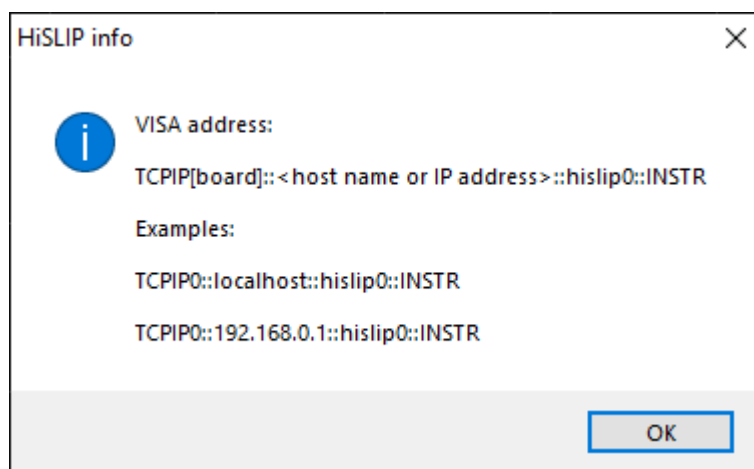 HiSLIP info
VISA address:
TCPIP[board]::<host name or IP address>::hislip0::INSTR
Examples:
TCPIP0::localhost::hislip0::INSTR
TCPIP0::192.168.0.1::hislip0::INSTR
OK